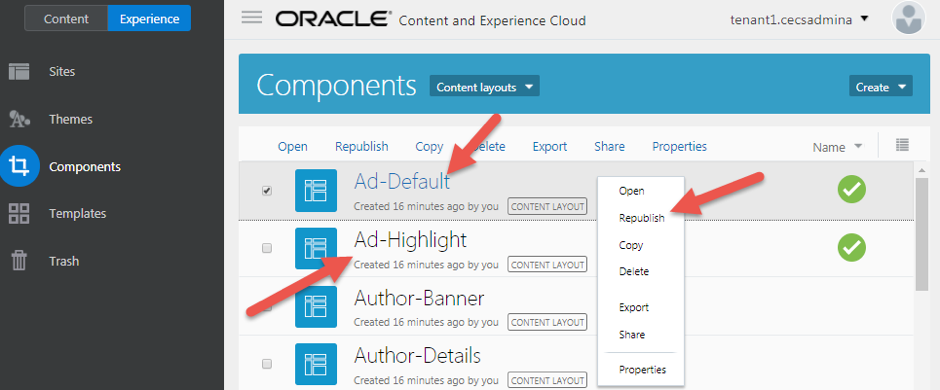 Content Experience
ORACLE® Content and Experience Cloud
tenant1.cecsadmina
Sites
Themes
Components
Templates
Trash
Components Content layouts Create
Open Republish Copy Delete Export Share Properties Name
Ad-Default
Created 16 minutes ago by you CONTENT LAYOUT
Ad-Highlight
Created 16 minutes ago by you CONTENT LAYOUT
Author-Banner
Created 16 minutes ago by you CONTENT LAYOUT
Author-Details
Created 16 minutes ago by you CONTENT LAYOUT
Open
Republish
Copy
Delete
Export
Share
Properties